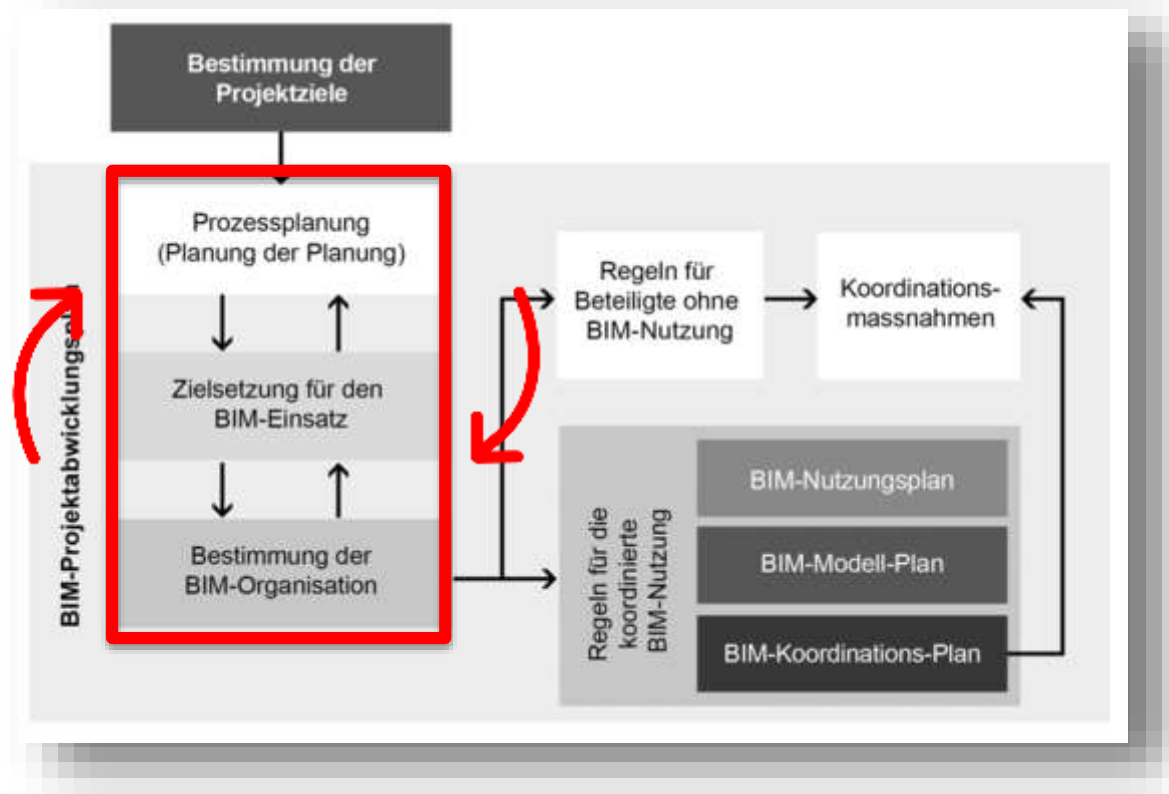 Bestimmung der
Projektziele
Prozessplanung
(Planung der Planung)
Zielsetzung für den
BIM-Einsatz
Bestimmung der
BIM-Organisation
BIM-Projektabwicklungsplan
Regeln für
Beteiligte ohne
BIM-Nutzung
Koordinations-
massnahmen
Regeln für die
koordinierte
BIM-Nutzung
BIM-Nutzungsplan
BIM-Modell-Plan
BIM-Koordinations-Plan